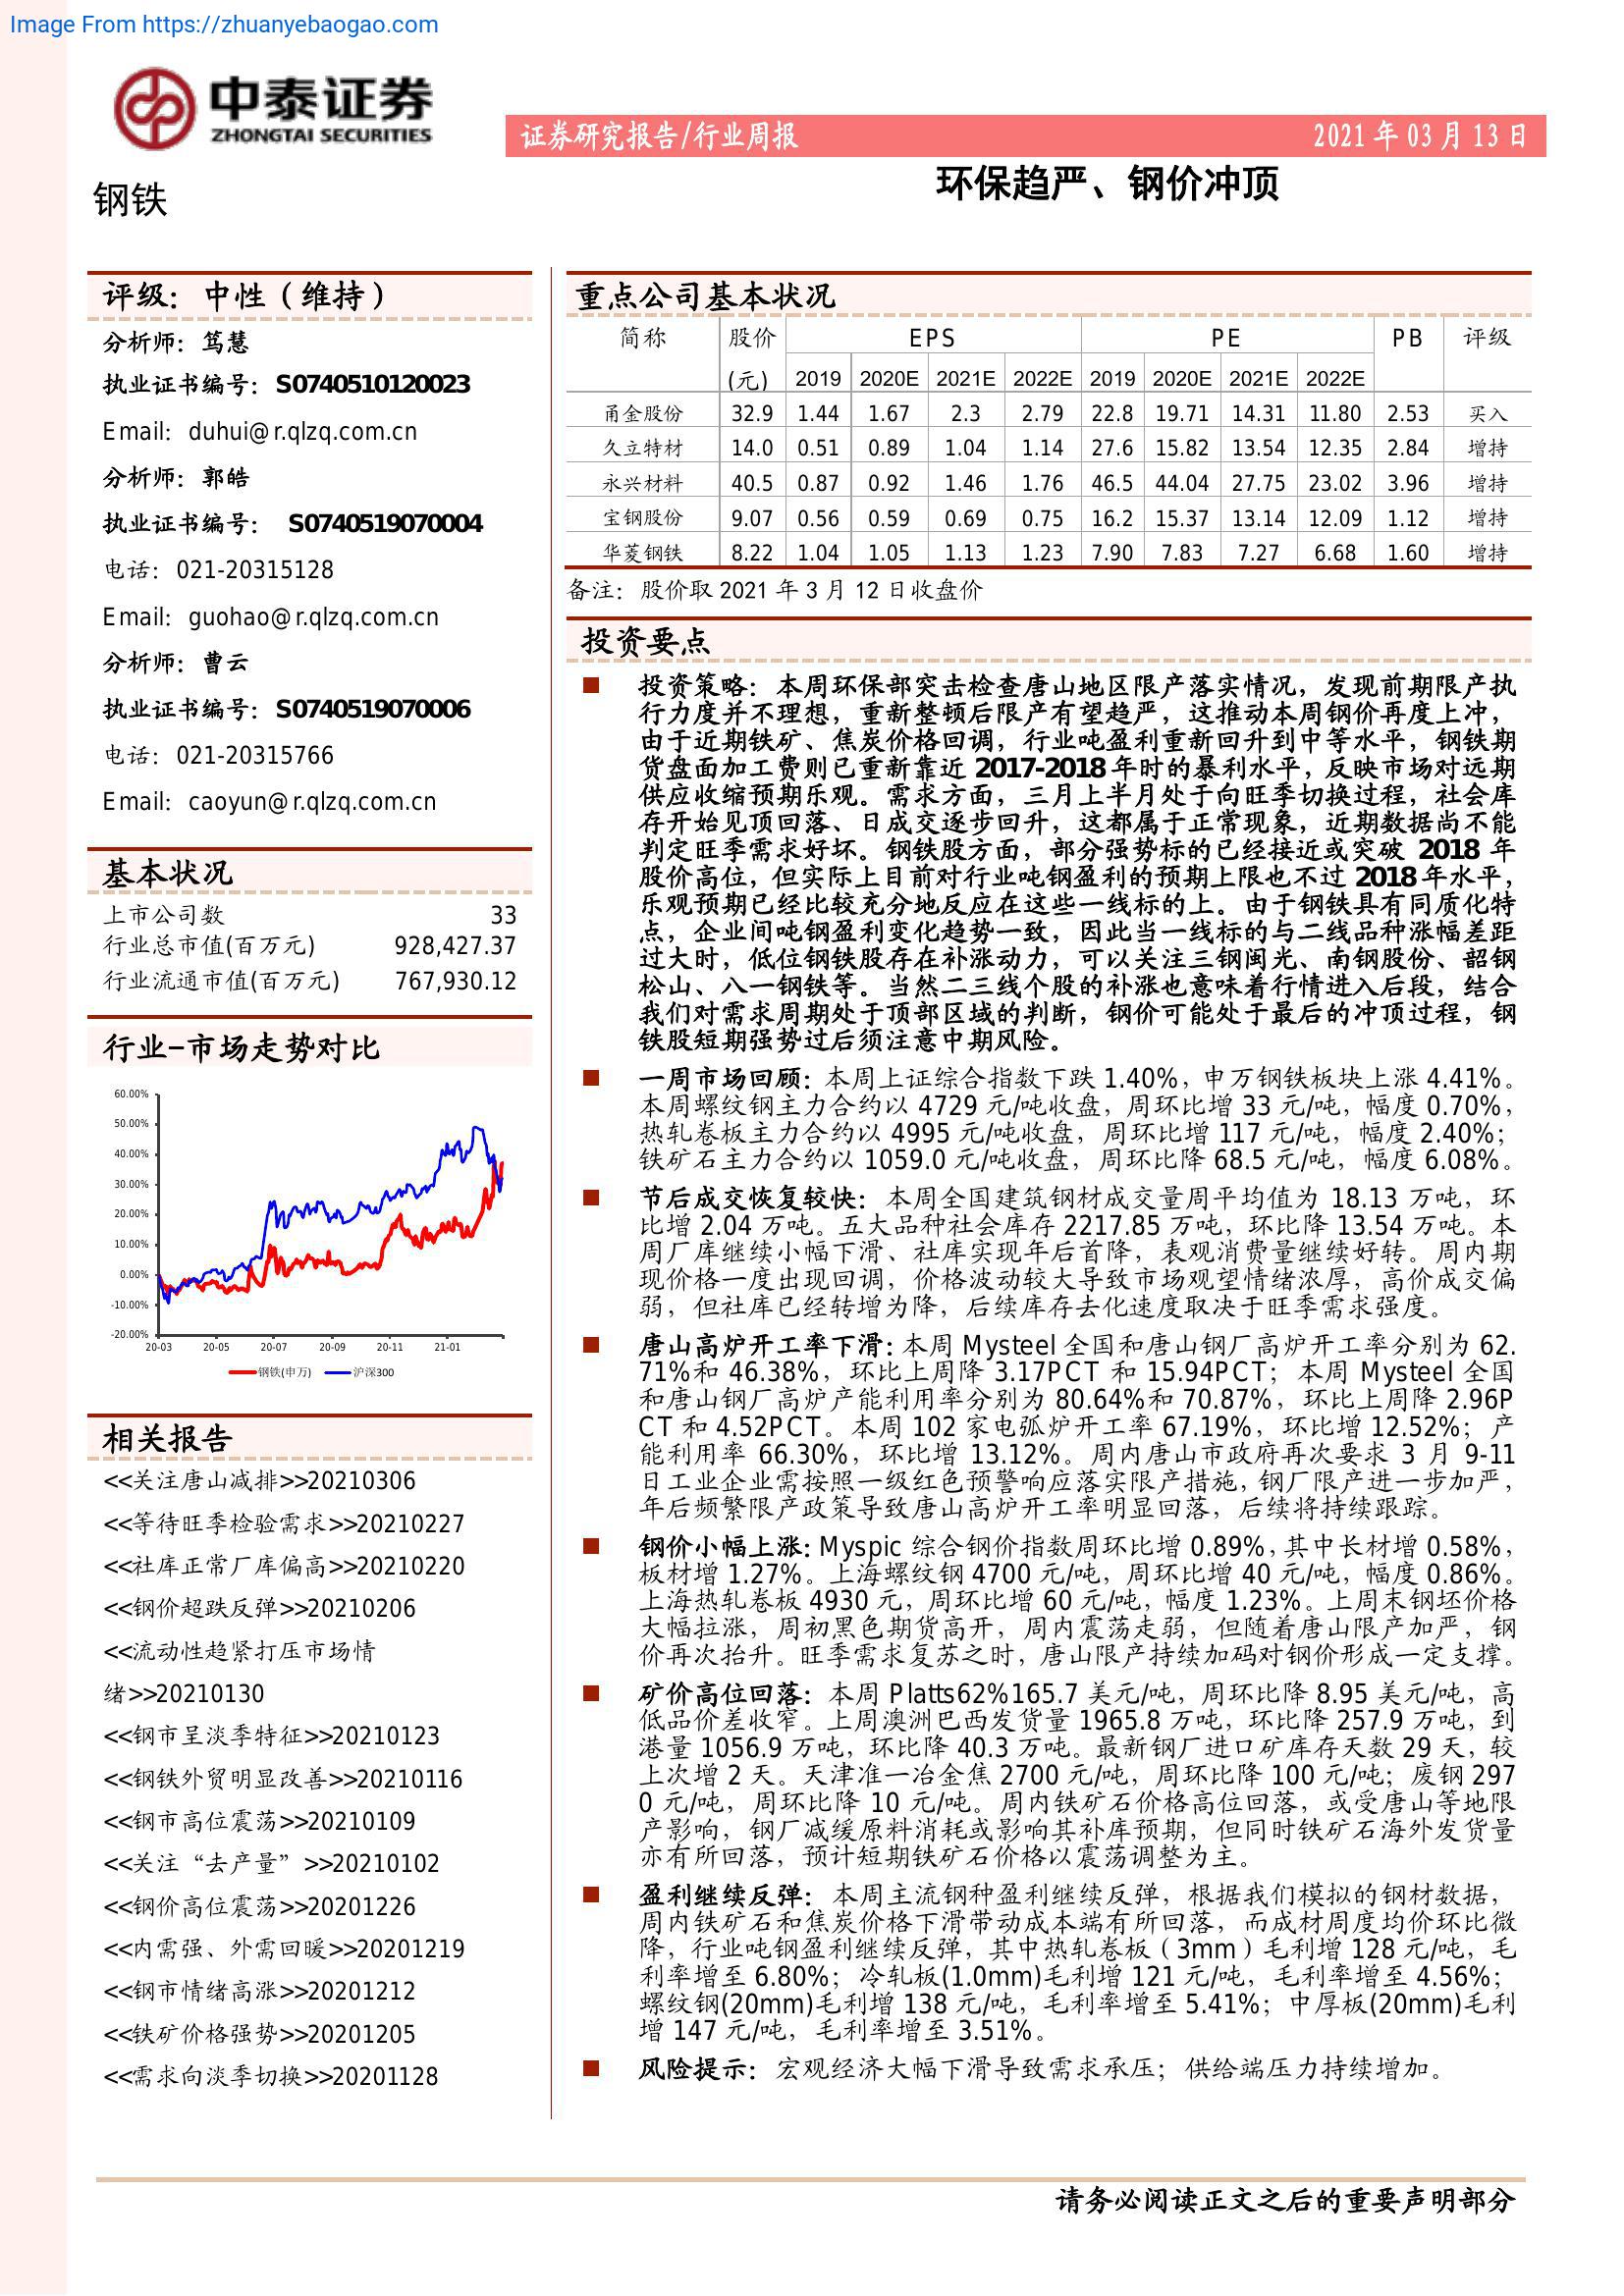 Image From https://zhuanyebaogao.com
中泰证券
ZHONGTAI SECURITIES
证券研究报告/行业周报 2021 年 03 月 13 日
钢铁
环保趋严、钢价冲顶
评级：中性（维持）
分析师：笃慧
执业证书编号：S0740510120023
Email：duhui@r.qlzq.com.cn
分析师：郭皓
执业证书编号： S0740519070004
电话：021-20315128
Email：guohao@r.qlzq.com.cn
分析师：曹云
执业证书编号：S0740519070006
电话：021-20315766
Email：caoyun@r.qlzq.com.cn
基本状况
上市公司数 33
行业总市值(百万元) 928,427.37
行业流通市值(百万元) 767,930.12
行业-市场走势对比
60.00%
50.00%
40.00%
30.00%
20.00%
10.00%
0.00%
-10.00%
-20.00%
20-03 20-05 20-07 20-09 20-11 21-01
钢铁(申万) 沪深300
相关报告
<<关注唐山减排>>20210306
<<等待旺季检验需求>>20210227
<<社库正常厂库偏高>>20210220
<<钢价超跌反弹>>20210206
<<流动性趋紧打压市场情
绪>>20210130
<<钢市呈淡季特征>>20210123
<<钢铁外贸明显改善>>20210116
<<钢市高位震荡>>20210109
<<关注“去产量”>>20210102
<<钢价高位震荡>>20201226
<<内需强、外需回暖>>20201219
<<钢市情绪高涨>>20201212
<<铁矿价格强势>>20201205
<<需求向淡季切换>>20201128
重点公司基本状况
简称 股价 EPS PE PB 评级
(元) 2019 2020E 2021E 2022E 2019 2020E 2021E 2022E
甬金股份 32.9 1.44 1.67 2.3 2.79 22.8 19.71 14.31 11.80 2.53 买入
久立特材 14.0 0.51 0.89 1.04 1.14 27.6 15.82 13.54 12.35 2.84 增持
永兴材料 40.5 0.87 0.92 1.46 1.76 46.5 44.04 27.75 23.02 3.96 增持
宝钢股份 9.07 0.56 0.59 0.69 0.75 16.2 15.37 13.14 12.09 1.12 增持
华菱钢铁 8.22 1.04 1.05 1.13 1.23 7.90 7.83 7.27 6.68 1.60 增持
备注：股价取 2021 年 3 月 12 日收盘价
投资要点
投资策略：本周环保部突击检查唐山地区限产落实情况，发现前期限产执
行力度并不理想，重新整顿后限产有望趋严，这推动本周钢价再度上冲，
由于近期铁矿、焦炭价格回调，行业吨盈利重新回升到中等水平，钢铁期
货盘面加工费则已重新靠近 2017-2018 年时的暴利水平，反映市场对远期
供应收缩预期乐观。需求方面，三月上半月处于向旺季切换过程，社会库
存开始见顶回落、日成交逐步回升，这都属于正常现象，近期数据尚不能
判定旺季需求好坏。钢铁股方面，部分强势标的已经接近或突破 2018 年
股价高位，但实际上目前对行业吨钢盈利的预期上限也不过 2018 年水平，
乐观预期已经比较充分地反应在这些一线标的上。由于钢铁具有同质化特
点，企业间吨钢盈利变化趋势一致，因此当一线标的与二线品种涨幅差距
过大时，低位钢铁股存在补涨动力，可以关注三钢闽光、南钢股份、韶钢
松山、八一钢铁等。当然二三线个股的补涨也意味着行情进入后段，结合
我们对需求周期处于顶部区域的判断，钢价可能处于最后的冲顶过程，钢
铁股短期强势过后须注意中期风险。
一周市场回顾：本周上证综合指数下跌 1.40%，申万钢铁板块上涨 4.41%。
本周螺纹钢主力合约以 4729 元/吨收盘，周环比增 33 元/吨，幅度 0.70%，
热轧卷板主力合约以 4995 元/吨收盘，周环比增 117 元/吨，幅度 2.40%；
铁矿石主力合约以 1059.0 元/吨收盘，周环比降 68.5 元/吨，幅度 6.08%。
节后成交恢复较快：本周全国建筑钢材成交量周平均值为 18.13 万吨，环
比增 2.04 万吨。五大品种社会库存 2217.85 万吨，环比降 13.54 万吨。本
周厂库继续小幅下滑、社库实现年后首降，表观消费量继续好转。周内期
现价格一度出现回调，价格波动较大导致市场观望情绪浓厚，高价成交偏
弱，但社库已经转增为降，后续库存去化速度取决于旺季需求强度。
唐山高炉开工率下滑：本周 Mysteel 全国和唐山钢厂高炉开工率分别为 62.
71%和 46.38%，环比上周降 3.17PCT 和 15.94PCT；本周 Mysteel 全国
和唐山钢厂高炉产能利用率分别为 80.64%和 70.87%，环比上周降 2.96P
CT 和 4.52PCT。本周 102 家电弧炉开工率 67.19%，环比增 12.52%；产
能利用率 66.30%，环比增 13.12%。周内唐山市政府再次要求 3 月 9-11
日工业企业需按照一级红色预警响应落实限产措施，钢厂限产进一步加严，
年后频繁限产政策导致唐山高炉开工率明显回落，后续将持续跟踪。
钢价小幅上涨：Myspic 综合钢价指数周环比增 0.89%，其中长材增 0.58%，
板材增 1.27%。上海螺纹钢 4700 元/吨，周环比增 40 元/吨，幅度 0.86%。
上海热轧卷板 4930 元，周环比增 60 元/吨，幅度 1.23%。上周末钢坯价格
大幅拉涨，周初黑色期货高开，周内震荡走弱，但随着唐山限产加严，钢
价再次抬升。旺季需求复苏之时，唐山限产持续加码对钢价形成一定支撑。
矿价高位回落：本周 Platts62%165.7 美元/吨，周环比降 8.95 美元/吨，高
低品价差收窄。上周澳洲巴西发货量 1965.8 万吨，环比降 257.9 万吨，到
港量 1056.9 万吨，环比降 40.3 万吨。最新钢厂进口矿库存天数 29 天，较
上次增 2 天。天津准一冶金焦 2700 元/吨，周环比降 100 元/吨；废钢 297
0 元/吨，周环比降 10 元/吨。周内铁矿石价格高位回落，或受唐山等地限
产影响，钢厂减缓原料消耗或影响其补库预期，但同时铁矿石海外发货量
亦有所回落，预计短期铁矿石价格以震荡调整为主。
盈利继续反弹：本周主流钢种盈利继续反弹，根据我们模拟的钢材数据，
周内铁矿石和焦炭价格下滑带动成本端有所回落，而成材周度均价环比微
降，行业吨钢盈利继续反弹，其中热轧卷板（3mm）毛利增 128 元/吨，毛
利率增至 6.80%；冷轧板(1.0mm)毛利增 121 元/吨，毛利率增至 4.56%；
螺纹钢(20mm)毛利增 138 元/吨，毛利率增至 5.41%；中厚板(20mm)毛利
增 147 元/吨，毛利率增至 3.51%。
风险提示：宏观经济大幅下滑导致需求承压；供给端压力持续增加。
请务必阅读正文之后的重要声明部分